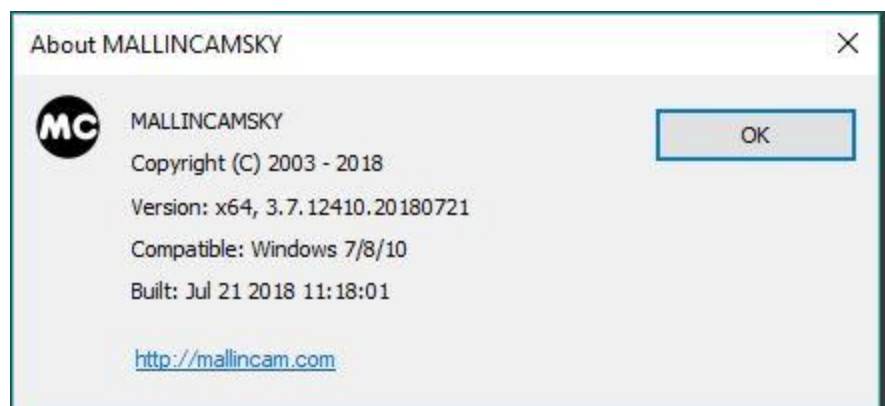 About MALLINCAMSKY
MC
MALLINCAMSKY
OK
Copyright (C) 2003 - 2018
Version: x64, 3.7.12410.20180721
Compatible: Windows 7/8/10
Built: Jul 21 2018 11:18:01
http://mallincam.com